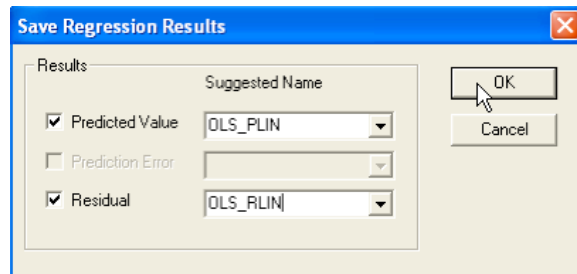 Save Regression Results
Results
Suggested Name
OK
Predicted Value OLS_PLIN
Cancel
Prediction Error
Residual OLS_RLIN